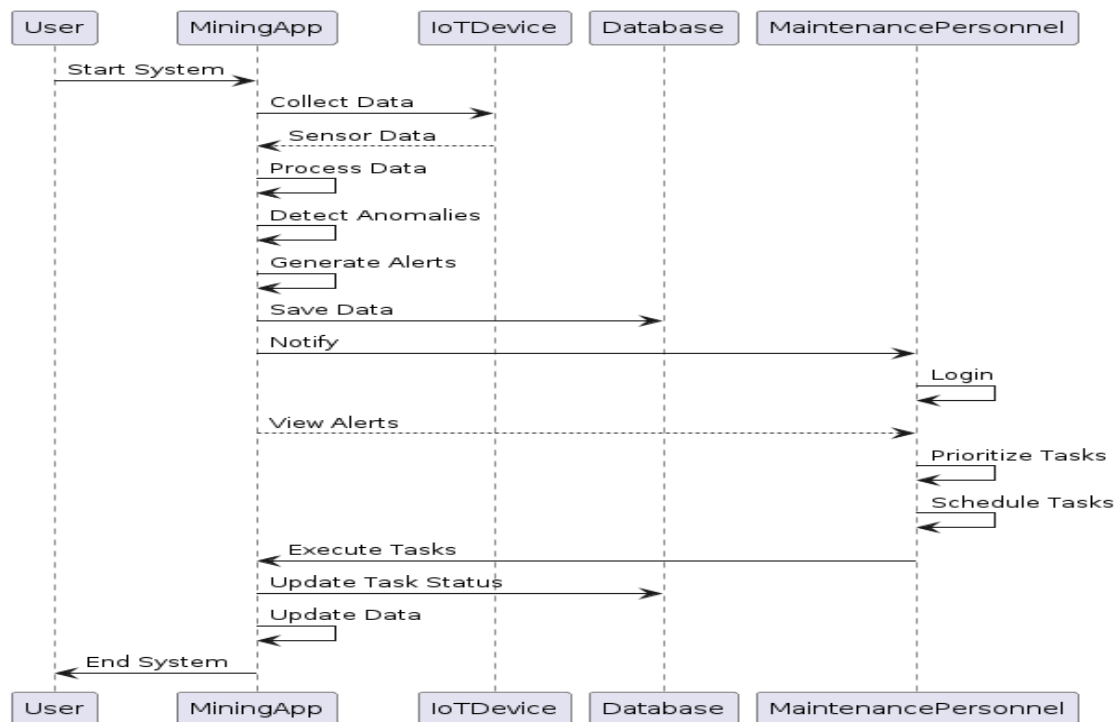 User MiningApp IoTDevice Database MaintenancePersonnel
Start System
Collect Data
Sensor Data
Process Data
Detect Anomalies
Generate Alerts
Save Data
Notify
Login
View Alerts
Prioritize Tasks
Schedule Tasks
Execute Tasks
Update Task Status
Update Data
End System
User MiningApp IoTDevice Database MaintenancePersonnel